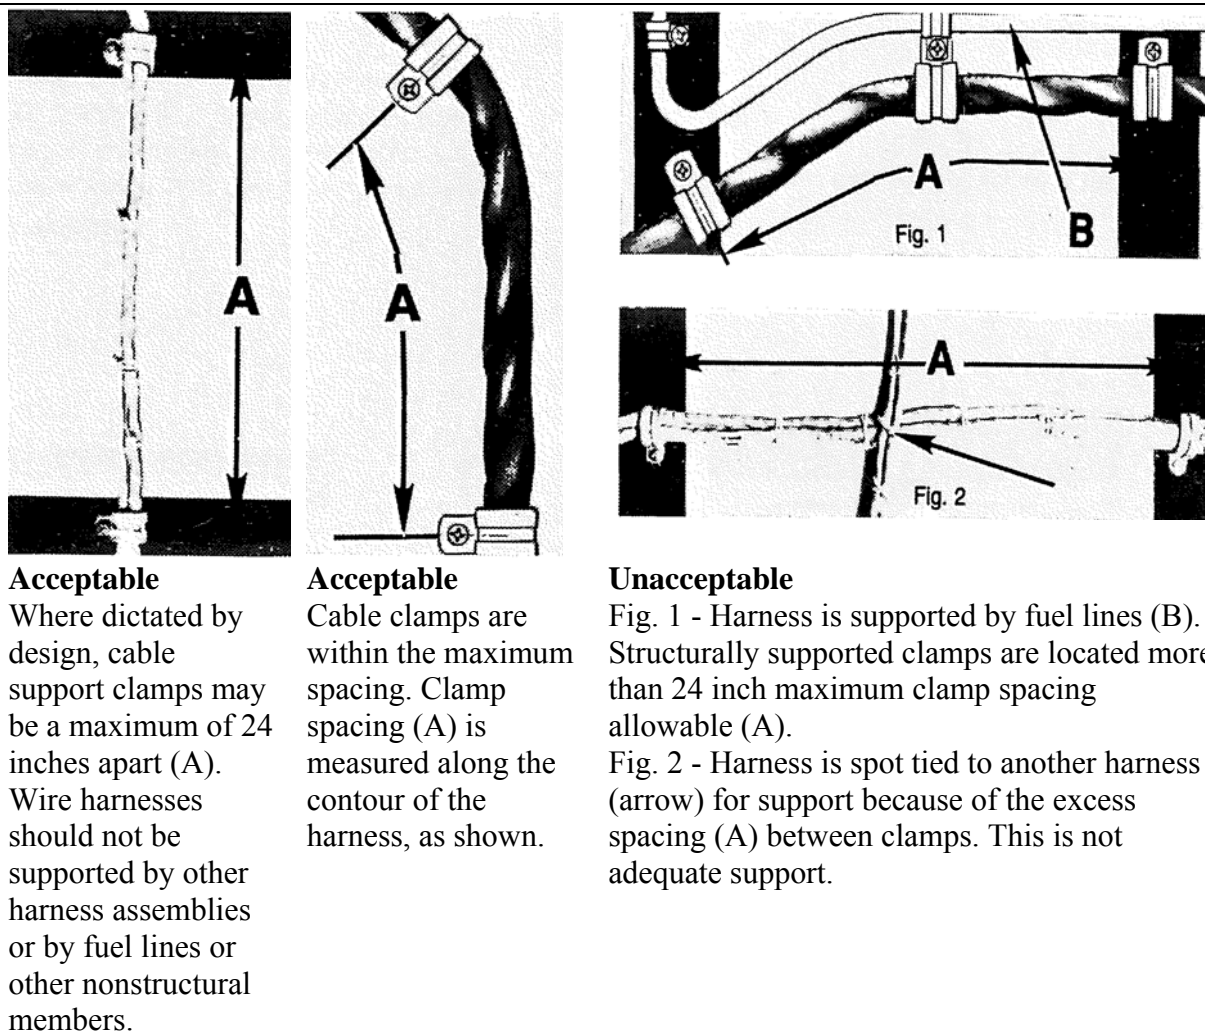 A
A
A
B
Fig. 1
A
Fig. 2
Acceptable
Where dictated by
design, cable
support clamps may
be a maximum of 24
inches apart (A).
Wire harnesses
should not be
supported by other
harness assemblies
or by fuel lines or
other nonstructural
members.
Acceptable
Cable clamps are
within the maximum
spacing. Clamp
spacing (A) is
measured along the
contour of the
harness, as shown.
Unacceptable
Fig. 1 - Harness is supported by fuel lines (B).
Structurally supported clamps are located more
than 24 inch maximum clamp spacing
allowable (A).
Fig. 2 - Harness is spot tied to another harness
(arrow) for support because of the excess
spacing (A) between clamps. This is not
adequate support.